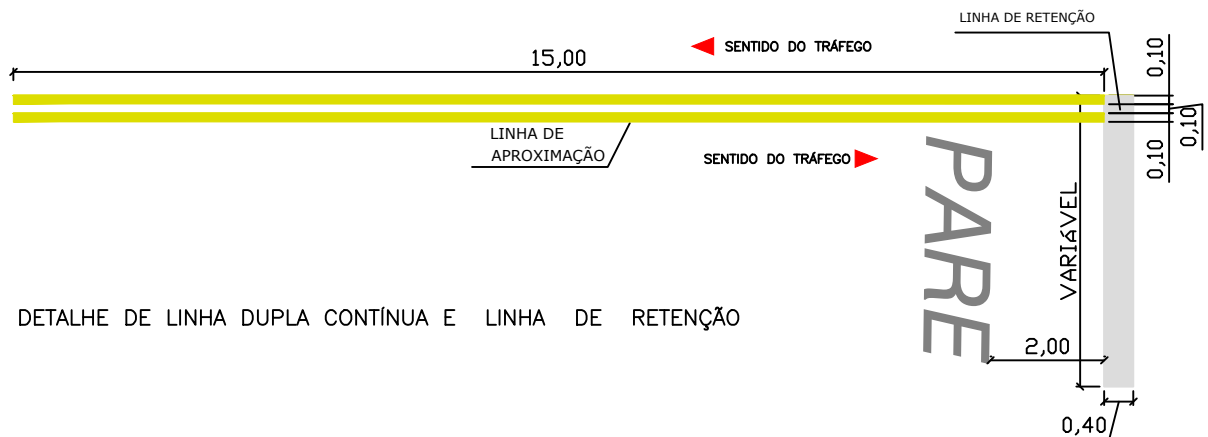 LINHA DE RETENÇÃO
SENTIDO DO TRÁFEGO
15,00
0,10
LINHA DE
APROXIMAÇÃO
SENTIDO DO TRÁFEGO
0,10
0,10
PARE
VARIÁVEL
DETALHE DE LINHA DUPLA CONTÍNUA E LINHA DE RETENÇÃO
2,00
0,40